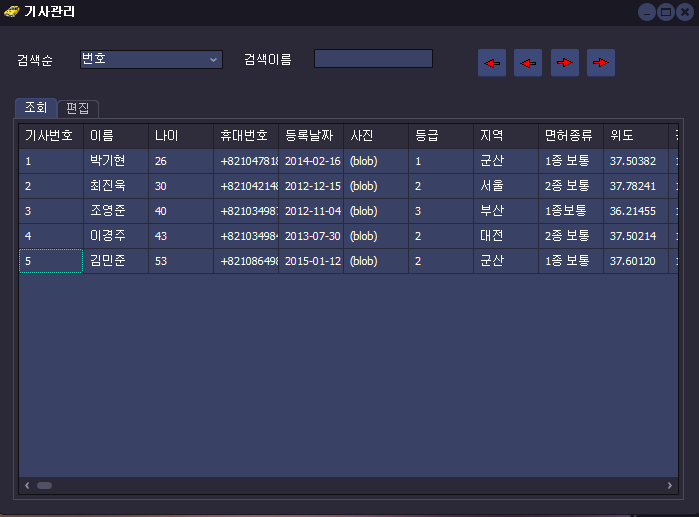 기사관리
검색순 번호 검색이름
조회 편집
기사번호 이름 나이 휴대번호 등록날짜 사진 등급 지역 면허종류 위도
1 박기현 26 +821047818 2014-02-16 (blob) 1 군산 1종 보통 37.50382
2 최진욱 30 +821042148 2012-12-15 (blob) 2 서울 2종 보통 37.78241
3 조영준 40 +821034987 2012-11-04 (blob) 3 부산 1종보통 36.21455
4 이경주 43 +821034984 2013-07-30 (blob) 2 대전 2종 보통 37.50214
5 김민준 53 +821086498 2015-01-12 (blob) 2 군산 1종 보통 37.60120